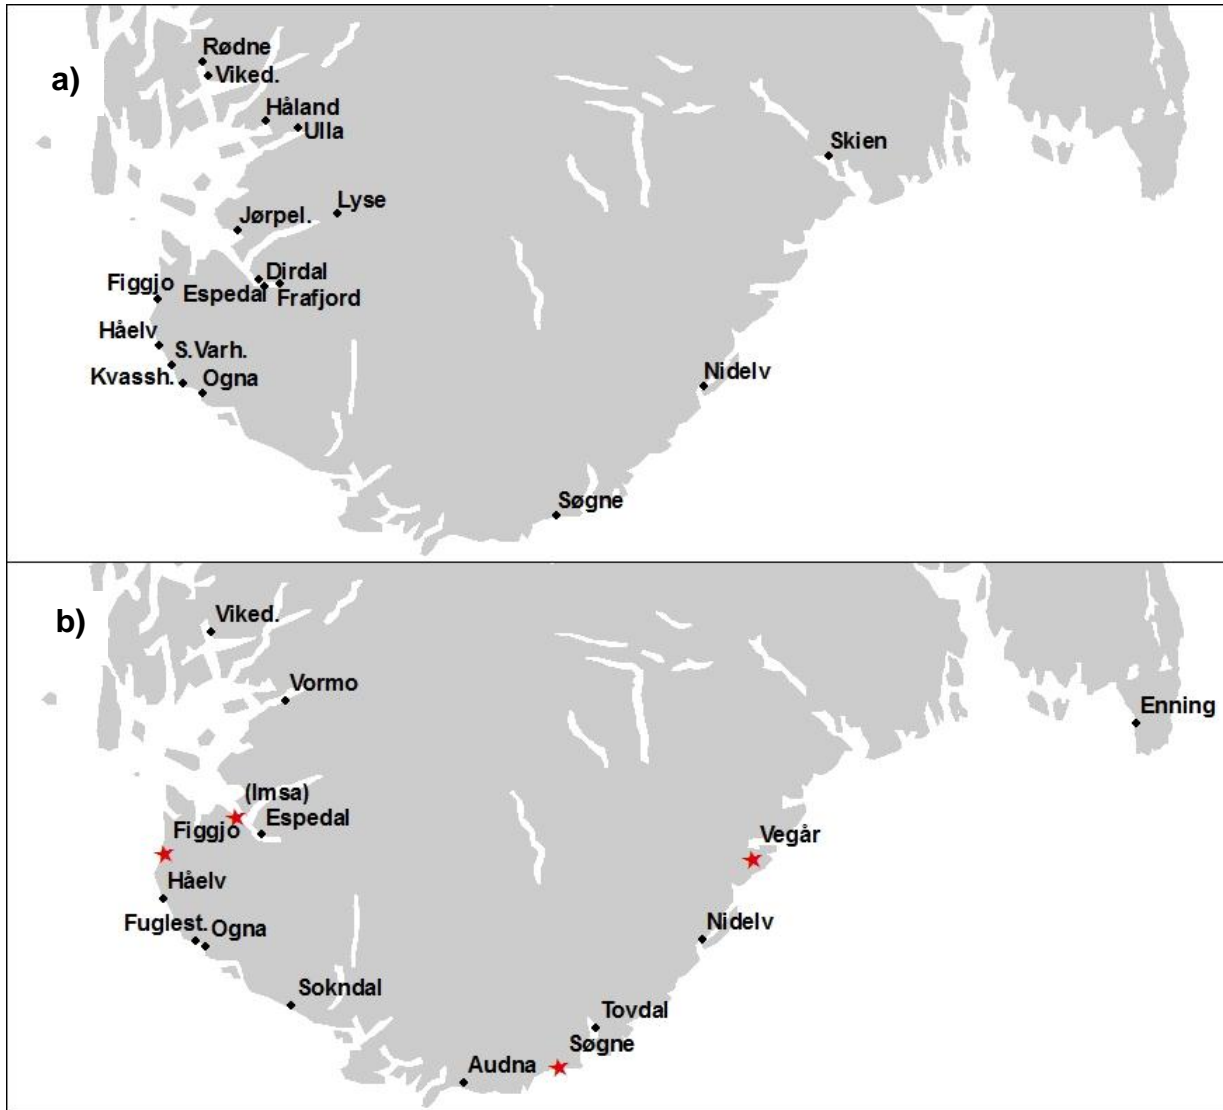 a)
Rødne
Viked.
Håland
Ulla
Skien
Lyse
Jørpel.
Dirdal
Figgjo
Espedal
Frafjord
Håelv
S.Varh.
Kvassh.
Ogna
Nidelv
Søgne
b)
Viked.
Vormo
Enning
(Imsa)
Espedal
Figgjo
Vegår
Håelv
Fuglest.
Ogna
Nidelv
Sokndal
Tovdal
Søgne
Audna